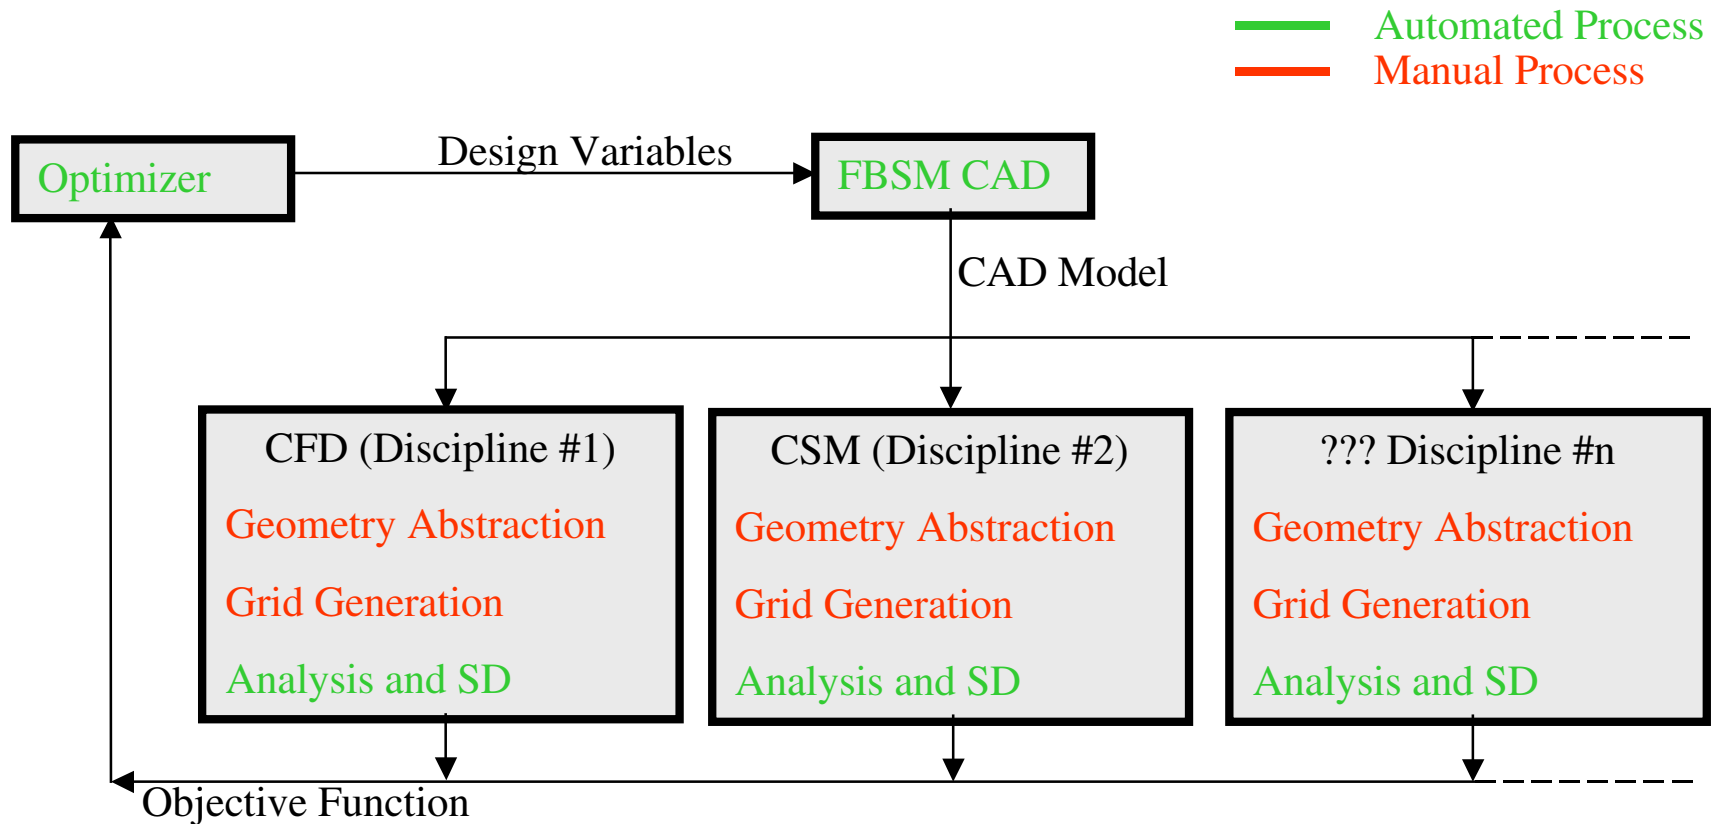 Automated Process
Manual Process
Optimizer
Design Variables
FBSM CAD
CAD Model
CFD (Discipline #1)
Geometry Abstraction
Grid Generation
Analysis and SD
CSM (Discipline #2)
Geometry Abstraction
Grid Generation
Analysis and SD
??? Discipline #n
Geometry Abstraction
Grid Generation
Analysis and SD
Objective Function